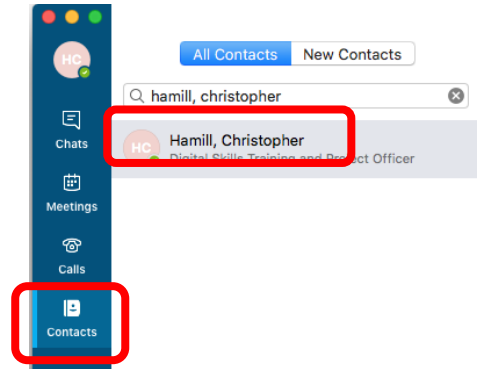 HC
All Contacts New Contacts
hamill, christopher
Chats
HC Hamill, Christopher
Digital Skills Training and Project Officer
Meetings
Calls
Contacts